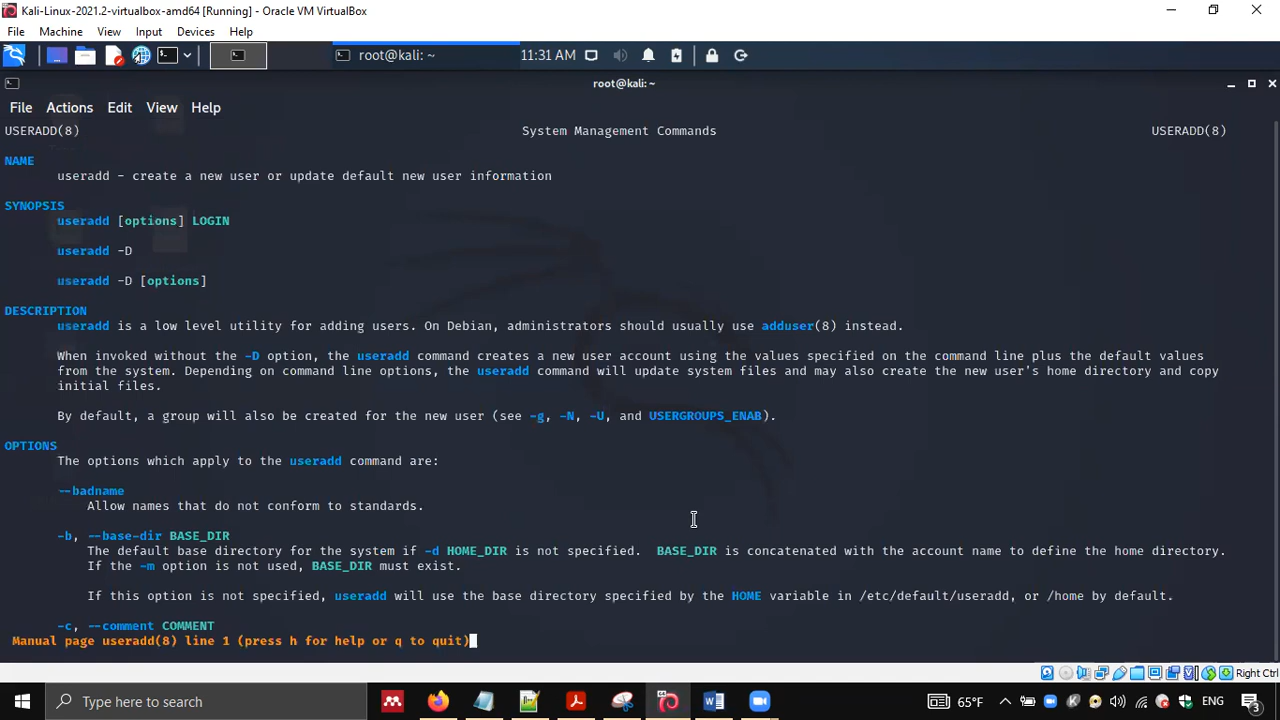 Kali-Linux-2021.2-virtualbox-amd64 [Running] - Oracle VM VirtualBox
File Machine View Input Devices Help
root@kali: ~ 11:31 AM
root@kali:~
File Actions Edit View Help
USERADD(8) System Management Commands USERADD(8)
NAME
useradd - create a new user or update default new user information
SYNOPSIS
useradd [options] LOGIN
useradd -D
useradd -D [options]
DESCRIPTION
useradd is a low level utility for adding users. On Debian, administrators should usually use adduser(8) instead.
When invoked without the -D option, the useradd command creates a new user account using the values specified on the command line plus the default values
from the system. Depending on command line options, the useradd command will update system files and may also create the new user's home directory and copy
initial files.
By default, a group will also be created for the new user (see -g, -N, -U, and USERGROUPS_ENAB).
OPTIONS
The options which apply to the useradd command are:
--badname
Allow names that do not conform to standards.
-b, --base-dir BASE_DIR
The default base directory for the system if -d HOME_DIR is not specified. BASE_DIR is concatenated with the account name to define the home directory.
If the -m option is not used, BASE_DIR must exist.
If this option is not specified, useradd will use the base directory specified by the HOME variable in /etc/default/useradd, or /home by default.
-c, --comment COMMENT
Manual page useradd(8) line 1 (press h for help or q to quit)
Right Ctrl
Type here to search
65°F
ENG
3